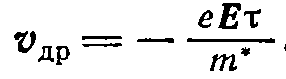 v_др = − eEτ / m*.